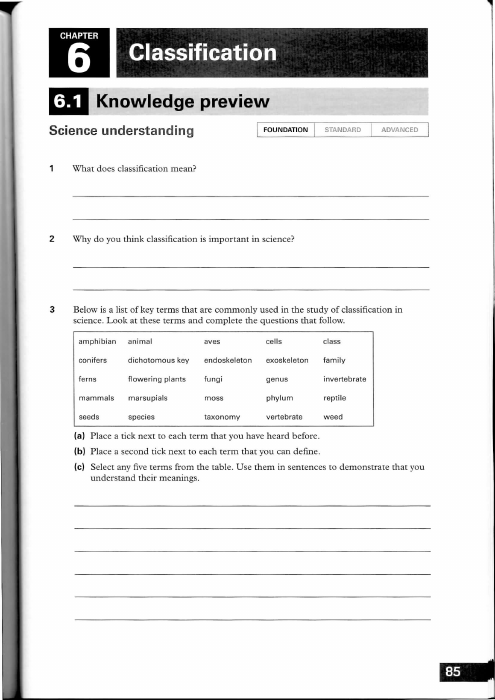 CHAPTER
6
Classification
6.1 Knowledge preview
Science understanding
FOUNDATION STANDARD ADVANCED
1 What does classification mean?
2 Why do you think classification is important in science?
3 Below is a list of key terms that are commonly used in the study of classification in
science. Look at these terms and complete the questions that follow.
amphibian animal aves cells class
conifers dichotomous key endoskeleton exoskeleton family
ferns flowering plants fungi genus invertebrate
mammals marsupials moss phylum reptile
seeds species taxonomy vertebrate weed
(a) Place a tick next to each term that you have heard before.
(b) Place a second tick next to each term that you can define.
(c) Select any five terms from the table. Use them in sentences to demonstrate that you
understand their meanings.
85